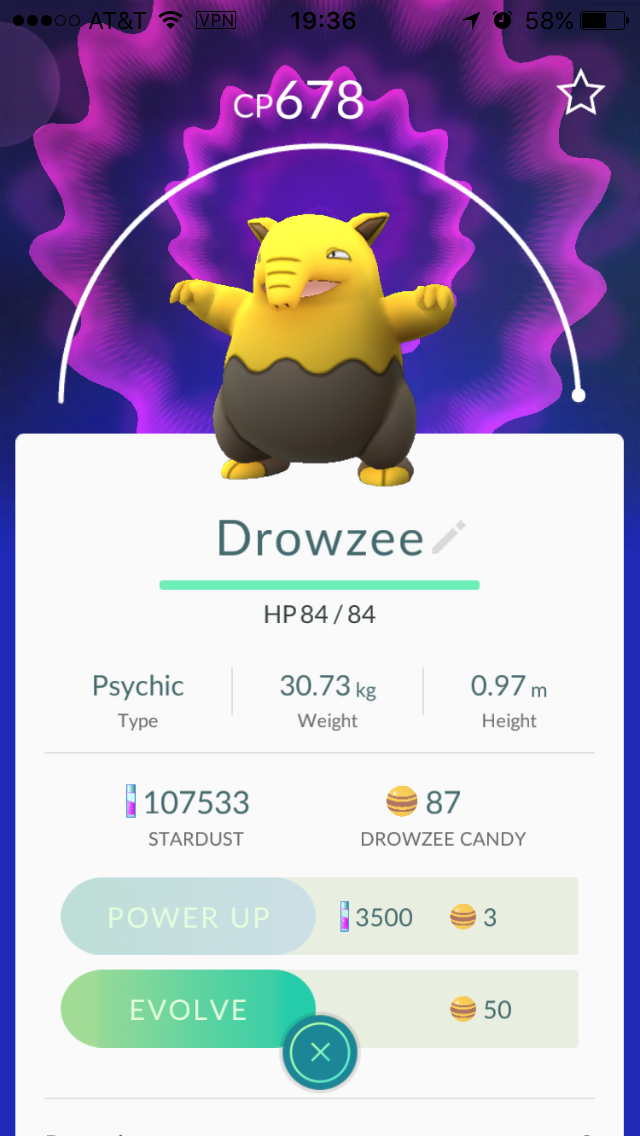 AT&T VPN 19:36 58%
CP678
Drowzee
HP 84 / 84
Psychic 30.73 kg 0.97 m
Type Weight Height
107533 87
STARDUST DROWZEE CANDY
POWER UP 3500 3
EVOLVE 50